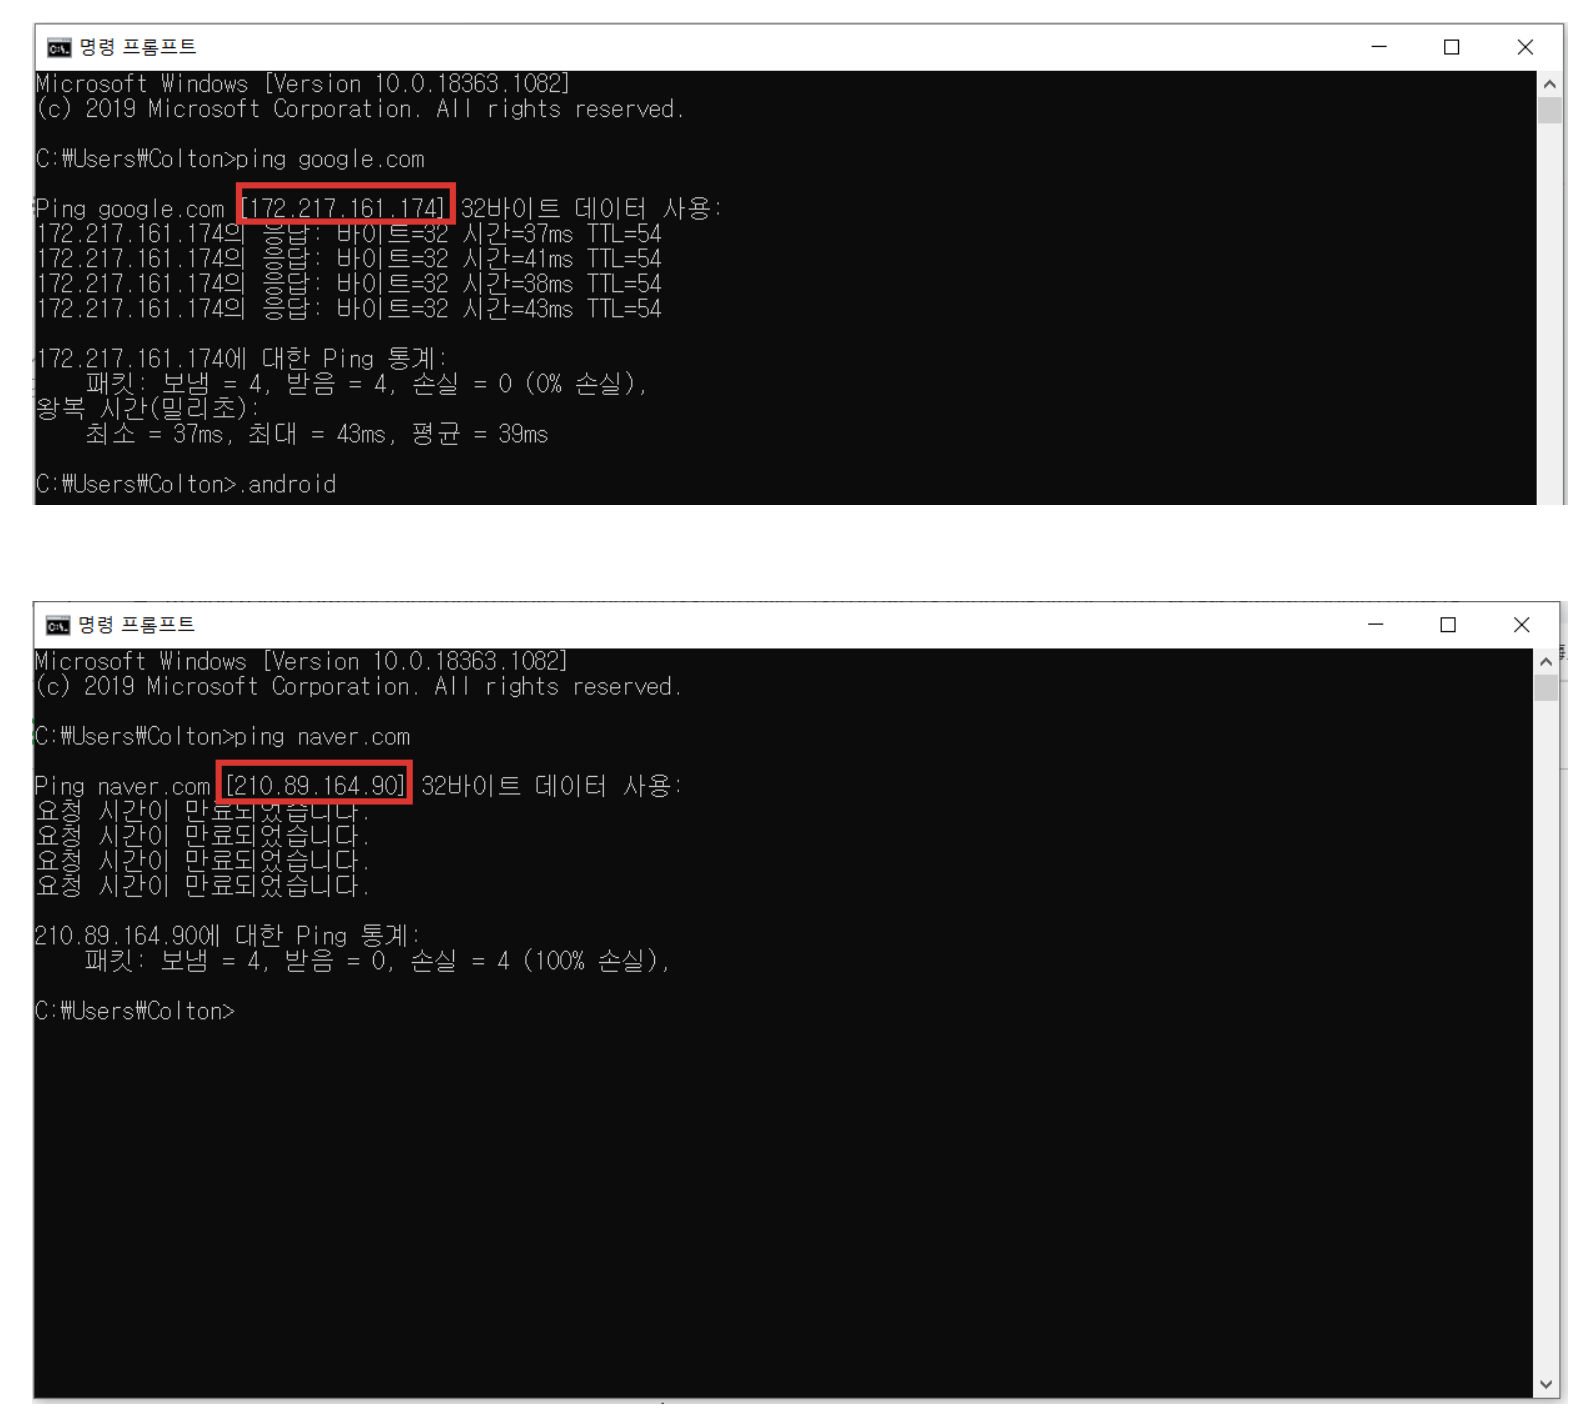 명령 프롬프트
Microsoft Windows [Version 10.0.18363.1082]
(c) 2019 Microsoft Corporation. All rights reserved.
C:₩Users₩Colton>ping google.com
Ping google.com [172.217.161.174] 32바이트 데이터 사용:
172.217.161.174의 응답: 바이트=32 시간=37ms TTL=54
172.217.161.174의 응답: 바이트=32 시간=41ms TTL=54
172.217.161.174의 응답: 바이트=32 시간=38ms TTL=54
172.217.161.174의 응답: 바이트=32 시간=43ms TTL=54
172.217.161.174에 대한 Ping 통계:
패킷: 보냄 = 4, 받음 = 4, 손실 = 0 (0% 손실),
왕복 시간(밀리초):
최소 = 37ms, 최대 = 43ms, 평균 = 39ms
C:₩Users₩Colton>.android
명령 프롬프트
Microsoft Windows [Version 10.0.18363.1082]
(c) 2019 Microsoft Corporation. All rights reserved.
C:₩Users₩Colton>ping naver.com
Ping naver.com [210.89.164.90] 32바이트 데이터 사용:
요청 시간이 만료되었습니다.
요청 시간이 만료되었습니다.
요청 시간이 만료되었습니다.
요청 시간이 만료되었습니다.
210.89.164.90에 대한 Ping 통계:
패킷: 보냄 = 4, 받음 = 0, 손실 = 4 (100% 손실),
C:₩Users₩Colton>